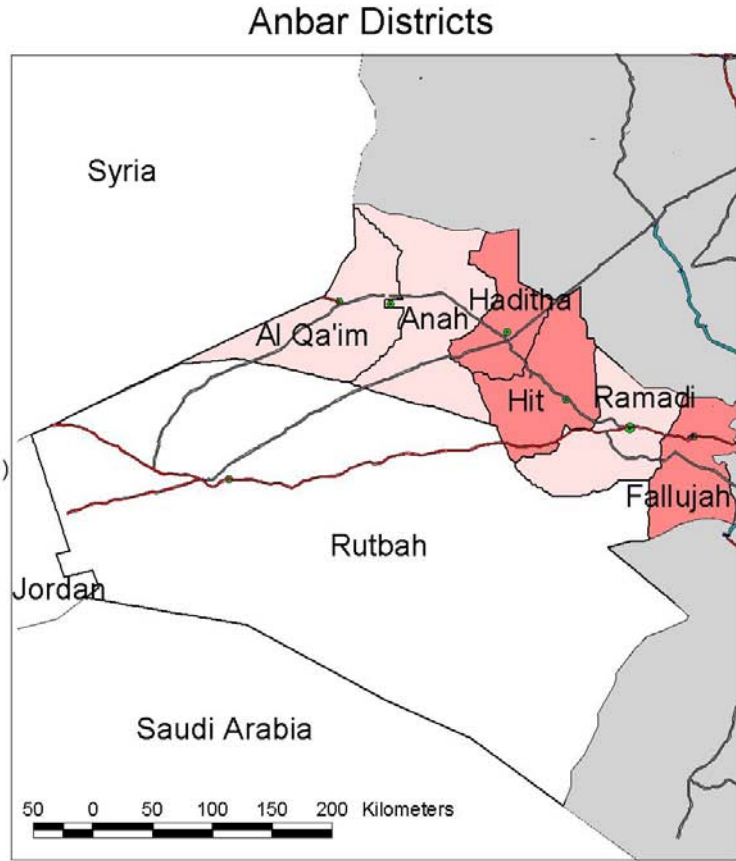 Anbar Districts
Syria
Haditha
Anah
Al Qa'im
Hit
Ramadi
)
Fallujah
Rutbah
Jordan
Saudi Arabia
50 0 50 100 150 200 Kilometers